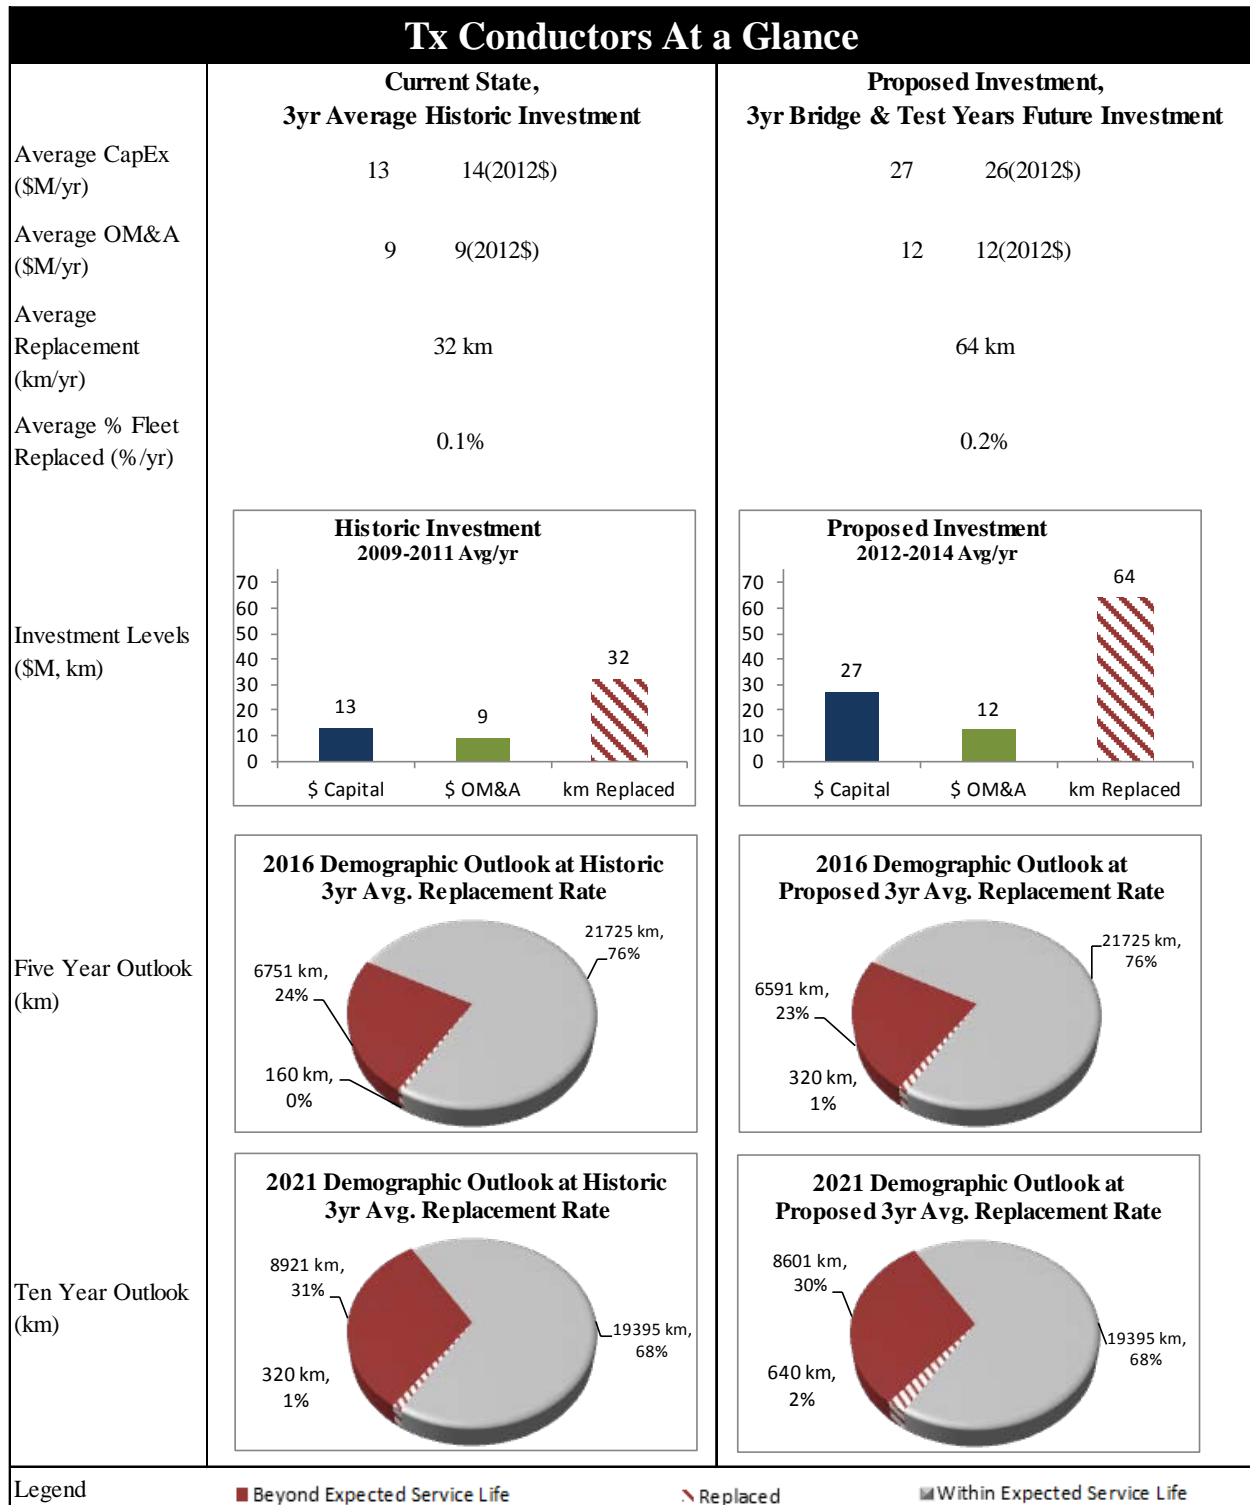 Tx Conductors At a Glance
Current State,
3yr Average Historic Investment
Proposed Investment,
3yr Bridge & Test Years Future Investment
Average CapEx
($M/yr)
13 14(2012$)
27 26(2012$)
Average OM&A
($M/yr)
9 9(2012$)
12 12(2012$)
Average
Replacement
(km/yr)
32 km
64 km
Average % Fleet
Replaced (%/yr)
0.1%
0.2%
Investment Levels
($M, km)
Historic Investment
2009-2011 Avg/yr
70
60
50
40
30
20
10
0
13
9
32
$ Capital
$ OM&A
km Replaced
Proposed Investment
2012-2014 Avg/yr
70
60
50
40
30
20
10
0
27
12
64
$ Capital
$ OM&A
km Replaced
Five Year Outlook
(km)
2016 Demographic Outlook at Historic
3yr Avg. Replacement Rate
21725 km,
76%
6751 km,
24%
160 km,
0%
2016 Demographic Outlook at
Proposed 3yr Avg. Replacement Rate
21725 km,
76%
6591 km,
23%
320 km,
1%
Ten Year Outlook
(km)
2021 Demographic Outlook at Historic
3yr Avg. Replacement Rate
8921 km,
31%
19395 km,
68%
320 km,
1%
2021 Demographic Outlook at
Proposed 3yr Avg. Replacement Rate
8601 km,
30%
19395 km,
68%
640 km,
2%
Legend
Beyond Expected Service Life
Replaced
Within Expected Service Life